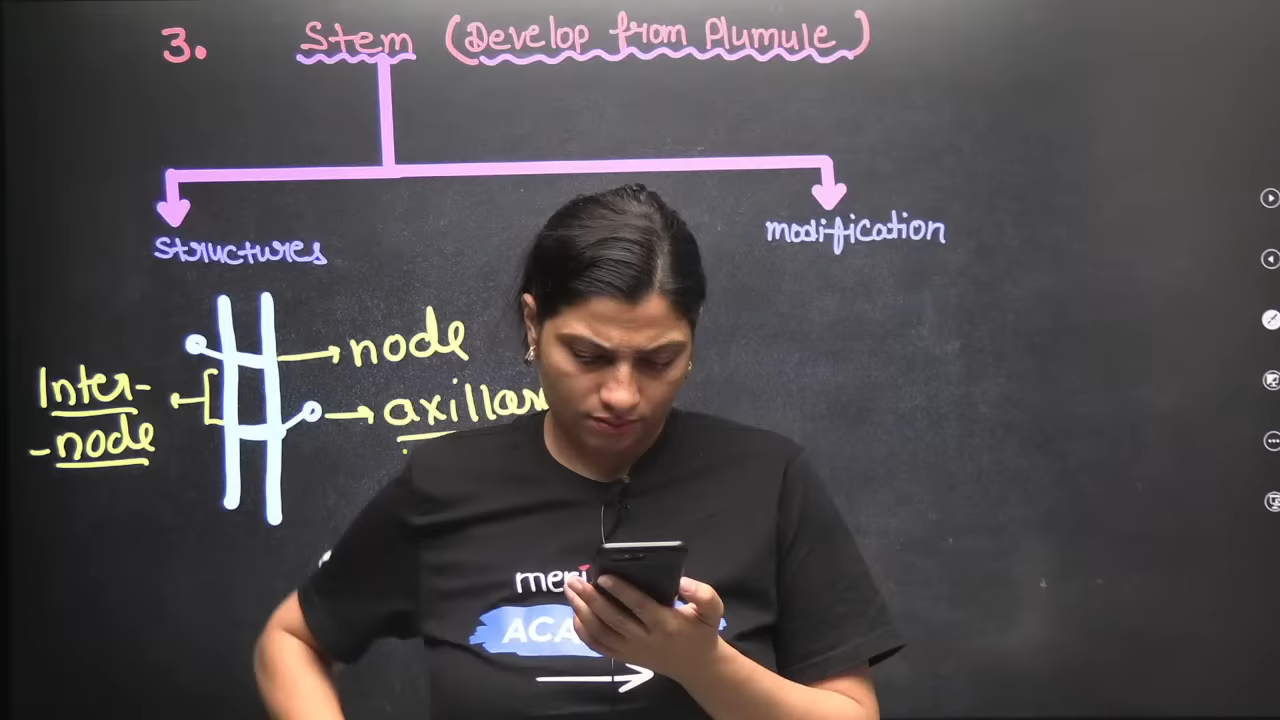 3. Stem (Develop from Plumule)
structures
modification
node
Inter-
-node
axillar
meri
ACA